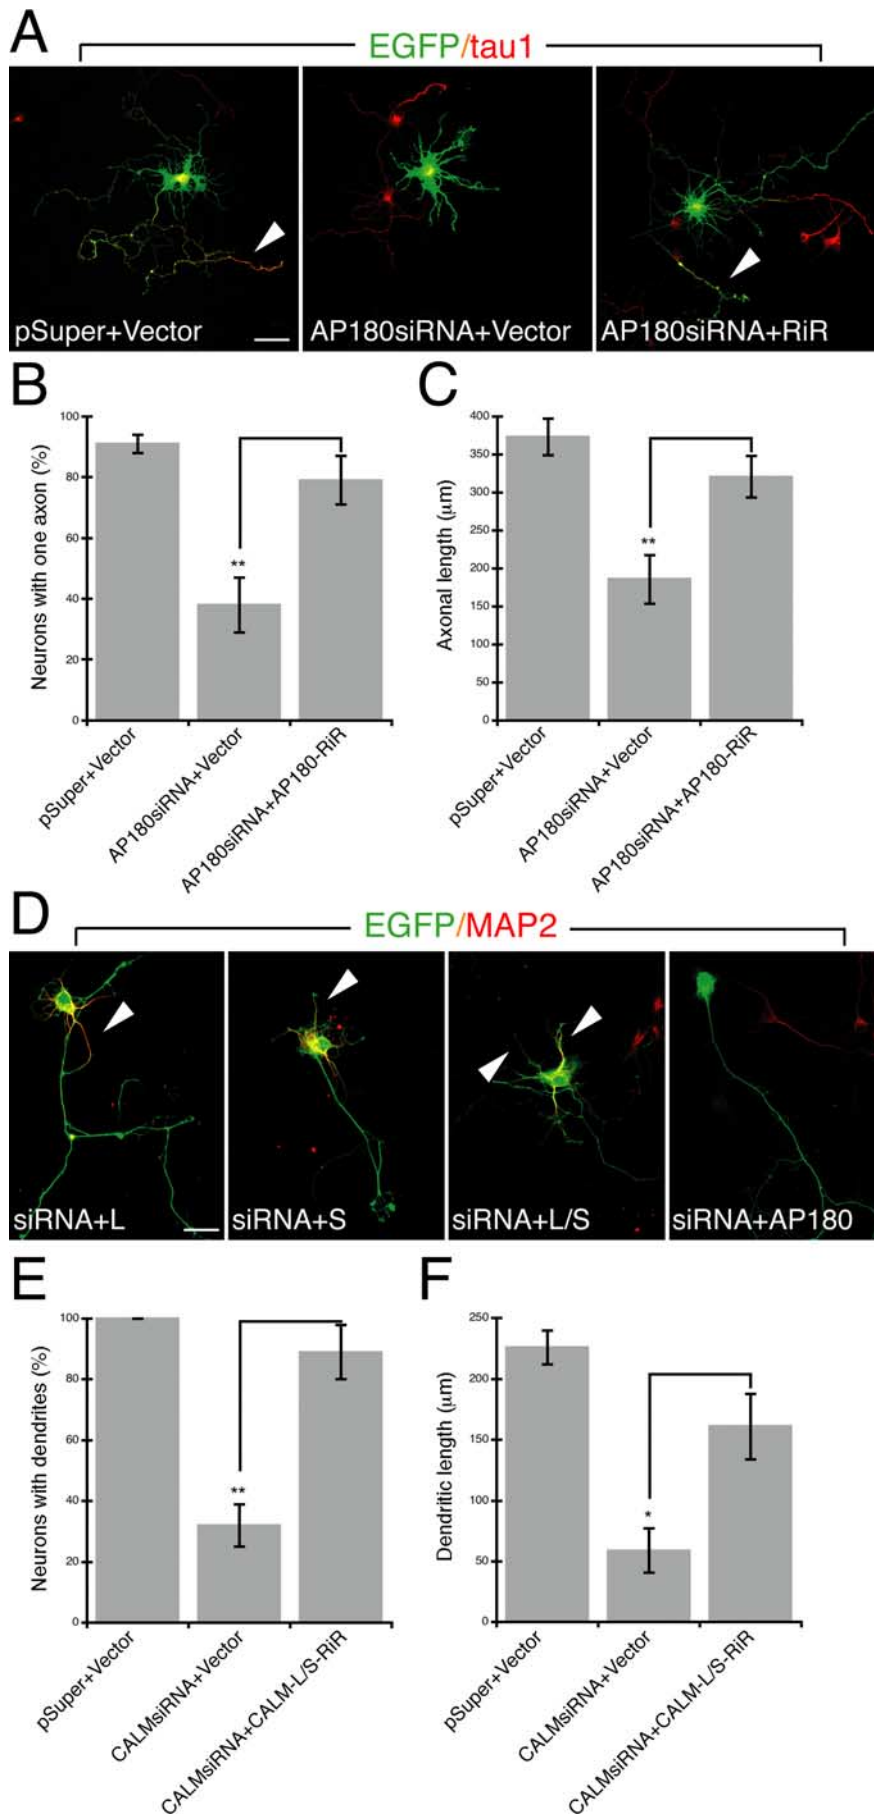 A
EGFP/tau1
pSuper+Vector
AP180siRNA+Vector
AP180siRNA+RiR
B
Neurons with one axon (%)
100
80
60
40
20
0
**
pSuper+Vector
AP180siRNA+Vector
AP180siRNA+AP180-RiR
C
Axonal length (μm)
400
350
300
250
200
150
100
50
0
**
pSuper+Vector
AP180siRNA+Vector
AP180siRNA+AP180-RiR
D
EGFP/MAP2
siRNA+L
siRNA+S
siRNA+L/S
siRNA+AP180
E
Neurons with dendrites (%)
100
80
60
40
20
0
**
pSuper+Vector
CALMsiRNA+Vector
CALMsiRNA+CALM-L/S-RiR
F
Dendritic length (μm)
250
200
150
100
50
0
*
pSuper+Vector
CALMsiRNA+Vector
CALMsiRNA+CALM-L/S-RiR